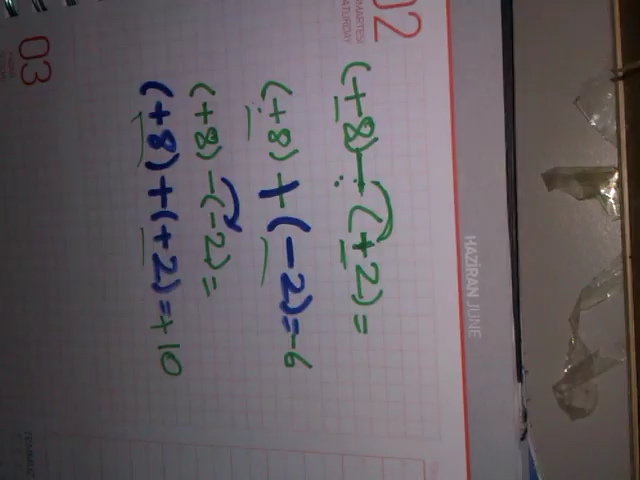 02
CUMARTESİ
SATURDAY
HAZİRAN JUNE
(+8)-(+2)=
(+8)+(-2)=-6
(+8)-(-2)=
(+8)+(+2)=+10
03